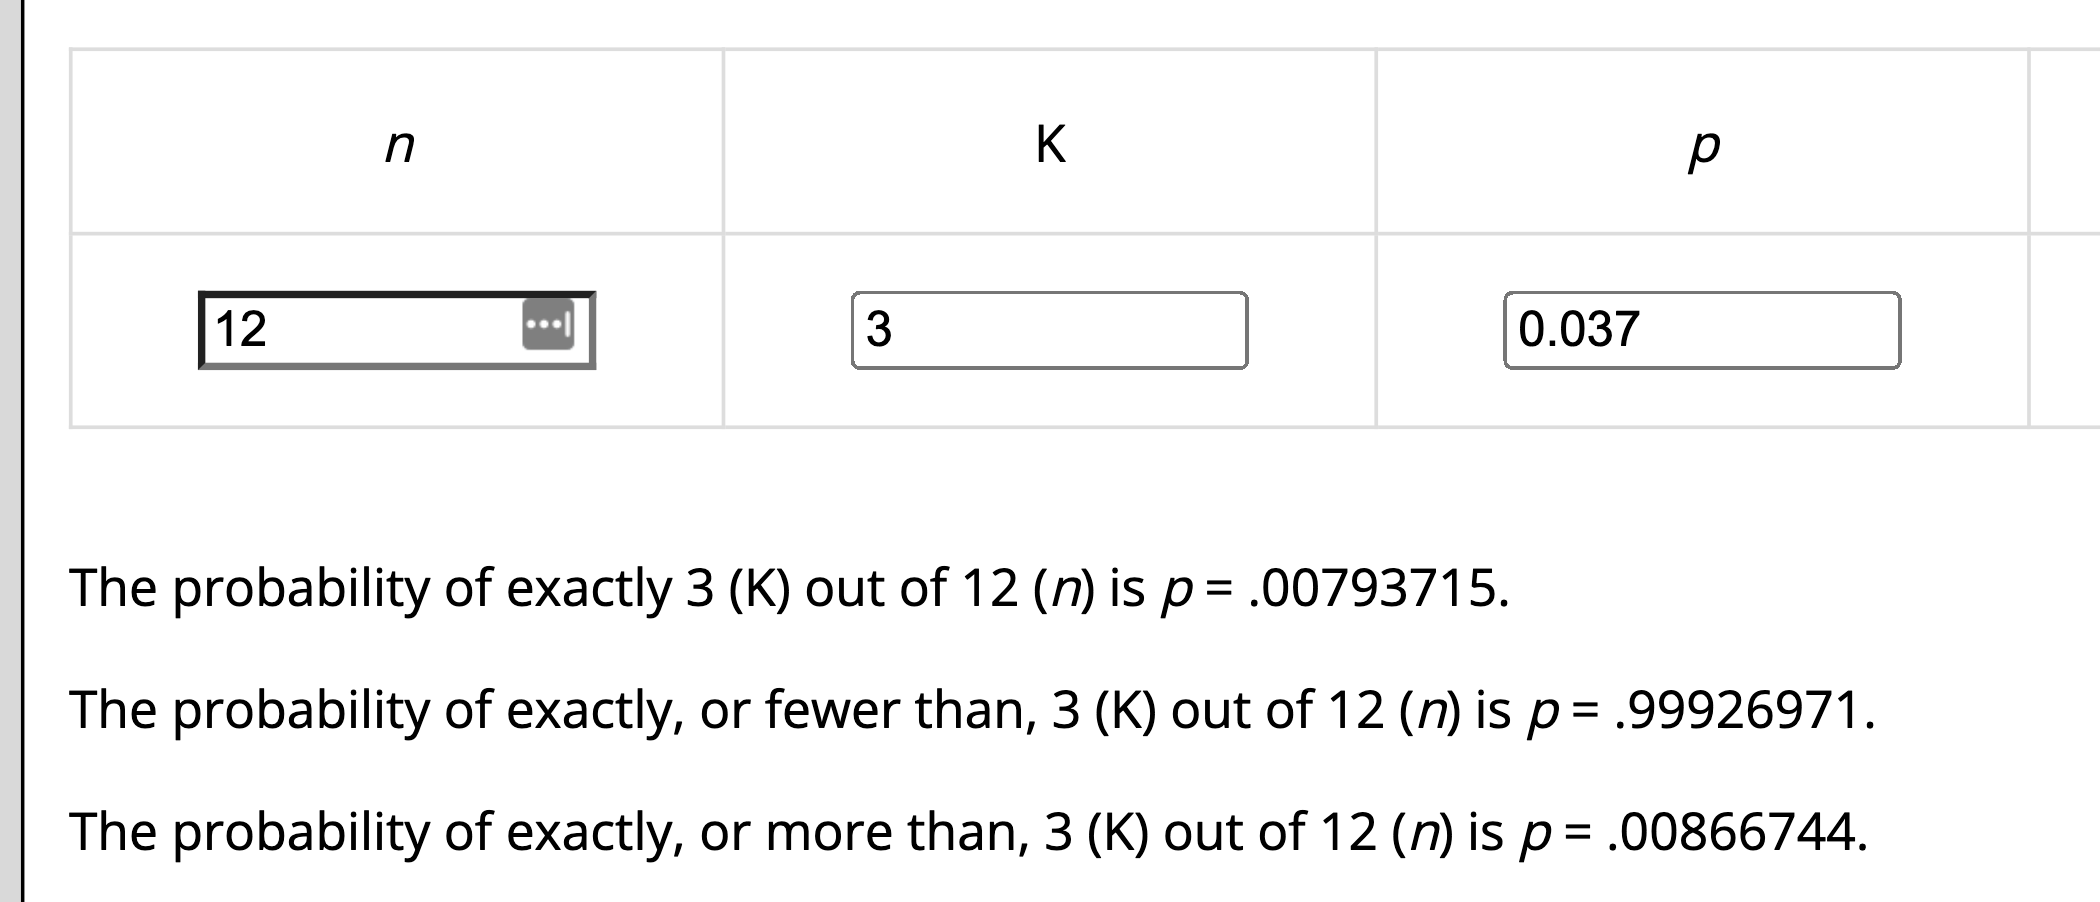 n K p
12 3 0.037
The probability of exactly 3 (K) out of 12 (n) is p = .00793715.
The probability of exactly, or fewer than, 3 (K) out of 12 (n) is p = .99926971.
The probability of exactly, or more than, 3 (K) out of 12 (n) is p = .00866744.